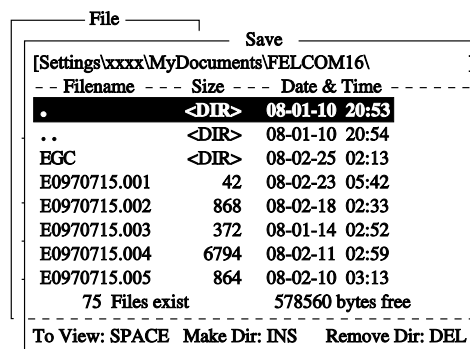 File
Save
[Settings\xxxx\MyDocuments\FELCOM16\ ]
Filename Size Date & Time
. <DIR> 08-01-10 20:53
.. <DIR> 08-01-10 20:54
EGC <DIR> 08-02-25 02:13
E0970715.001 42 08-02-23 05:42
E0970715.002 868 08-02-18 02:33
E0970715.003 372 08-01-14 02:52
E0970715.004 6794 08-02-11 02:59
E0970715.005 864 08-02-10 03:13
75 Files exist 578560 bytes free
To View: SPACE Make Dir: INS Remove Dir: DEL